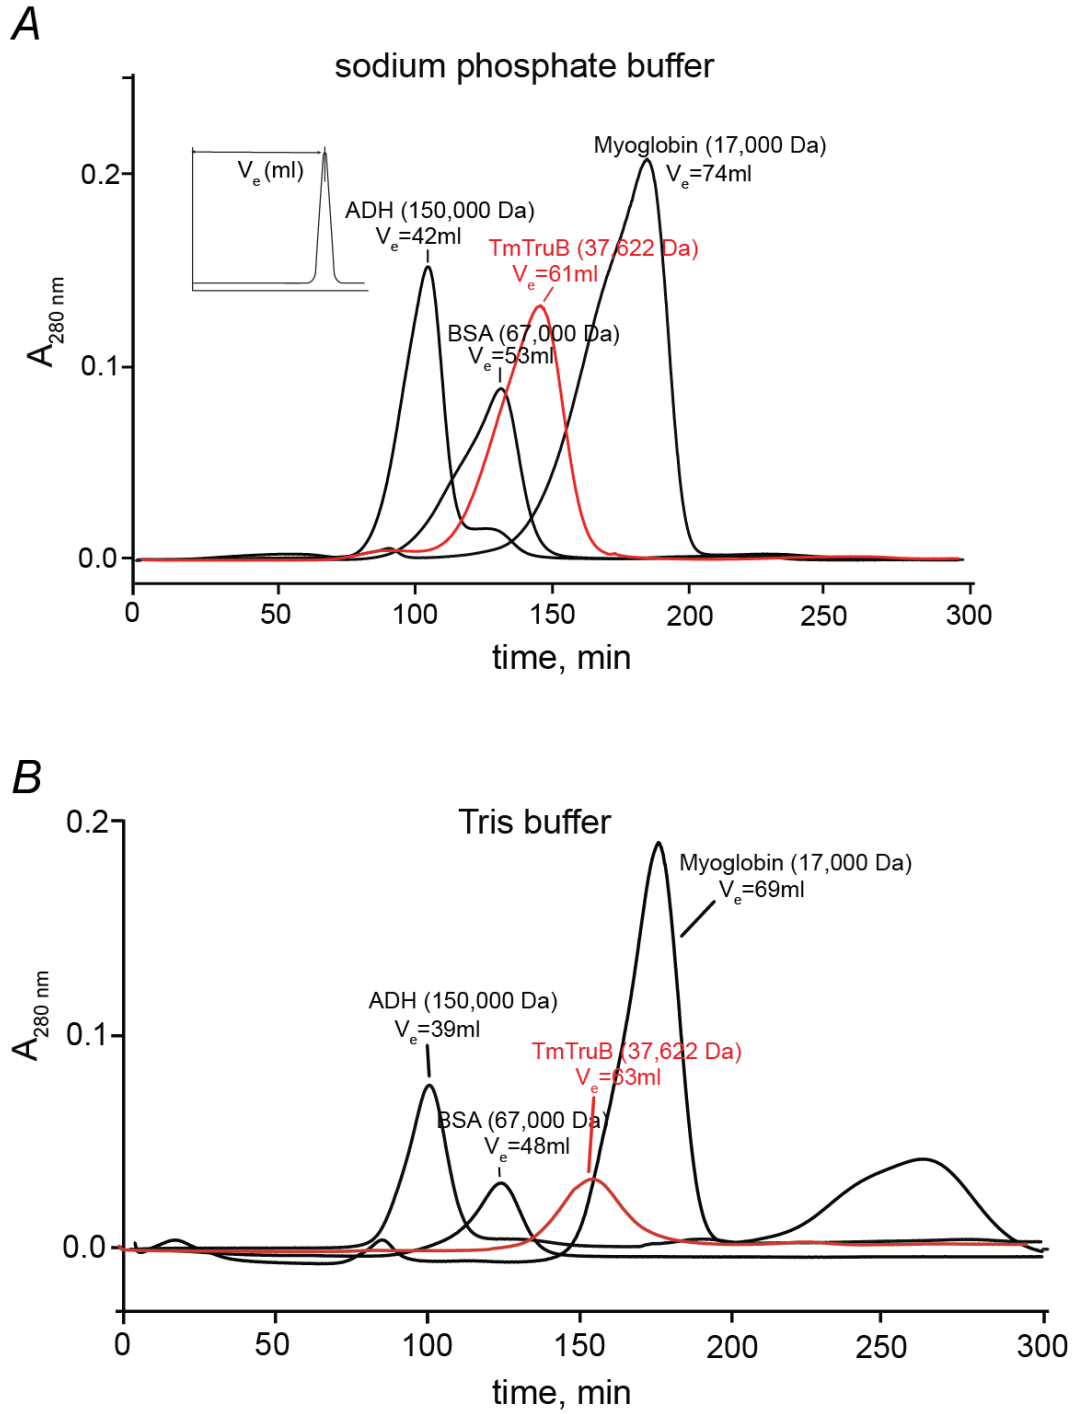 A
sodium phosphate buffer
Myoglobin (17,000 Da)
Ve=74ml
0.2
Ve (ml)
ADH (150,000 Da)
Ve=42ml
TmTruB (37,622 Da)
Ve=61ml
BSA (67,000 Da)
Ve=53ml
A280 nm
0.1
0.0
0 50 100 150 200 250 300
time, min
B
0.2
Tris buffer
Myoglobin (17,000 Da)
Ve=69ml
ADH (150,000 Da)
Ve=39ml
A280 nm
0.1
TmTruB (37,622 Da)
Ve=63ml
BSA (67,000 Da)
Ve=48ml
0.0
0 50 100 150 200 250 300
time, min